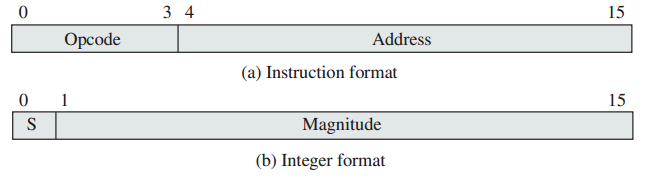 0 3 4 15
Opcode Address
(a) Instruction format
0 1 15
S Magnitude
(b) Integer format